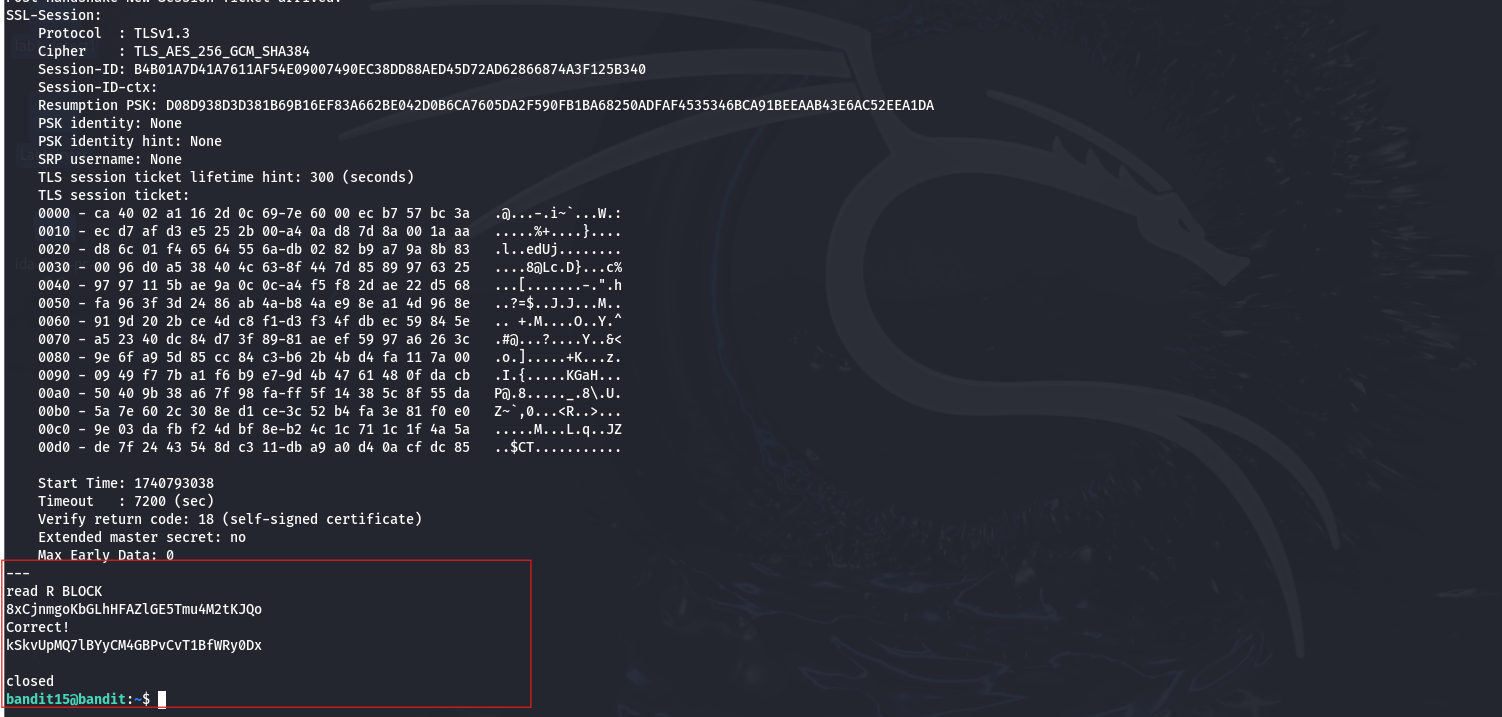 SSL-Session:
    Protocol  : TLSv1.3
    Cipher    : TLS_AES_256_GCM_SHA384
    Session-ID: B4B01A7D41A7611AF54E09007490EC38DD88AED45D72AD62866874A3F125B340
    Session-ID-ctx:
    Resumption PSK: D08D938D3D381B69B16EF83A662BE042D0B6CA7605DA2F590FB1BA68250ADFAF4535346BCA91BEEAAB43E6AC52EEA1DA
    PSK identity: None
    PSK identity hint: None
    SRP username: None
    TLS session ticket lifetime hint: 300 (seconds)
    TLS session ticket:
    0000 - ca 40 02 a1 16 2d 0c 69-7e 60 00 ec b7 57 bc 3a   .@...-.i~`...W.:
    0010 - ec d7 af d3 e5 25 2b 00-a4 0a d8 7d 8a 00 1a aa   .....%+....}....
    0020 - d8 6c 01 f4 65 64 55 6a-db 02 82 b9 a7 9a 8b 83   .l..edUj........
    0030 - 00 96 d0 a5 38 40 4c 63-8f 44 7d 85 89 97 63 25   ....8@Lc.D}...c%
    0040 - 97 97 11 5b ae 9a 0c 0c-a4 f5 f8 2d ae 22 d5 68   ...[.......-.".h
    0050 - fa 96 3f 3d 24 86 ab 4a-b8 4a e9 8e a1 4d 96 8e   ..?=$..J.J...M..
    0060 - 91 9d 20 2b ce 4d c8 f1-d3 f3 4f db ec 59 84 5e   .. +.M....O..Y.^
    0070 - a5 23 40 dc 84 d7 3f 89-81 ae ef 59 97 a6 26 3c   .#@...?....Y..&<
    0080 - 9e 6f a9 5d 85 cc 84 c3-b6 2b 4b d4 fa 11 7a 00   .o.].....+K...z.
    0090 - 09 49 f7 7b a1 f6 b9 e7-9d 4b 47 61 48 0f da cb   .I.{.....KGaH...
    00a0 - 50 40 9b 38 a6 7f 98 fa-ff 5f 14 38 5c 8f 55 da   P@.8....._.8\.U.
    00b0 - 5a 7e 60 2c 30 8e d1 ce-3c 52 b4 fa 3e 81 f0 e0   Z~`,0...<R..>...
    00c0 - 9e 03 da fb f2 4d bf 8e-b2 4c 1c 71 1c 1f 4a 5a   .....M...L.q..JZ
    00d0 - de 7f 24 43 54 8d c3 11-db a9 a0 d4 0a cf dc 85   ..$CT...........

    Start Time: 1740793038
    Timeout   : 7200 (sec)
    Verify return code: 18 (self-signed certificate)
    Extended master secret: no
    Max Early Data: 0
---
read R BLOCK
8xCjnmgoKbGLhHFAZlGE5Tmu4M2tKJQo
Correct!
kSkvUpMQ7lBYyCM4GBPvCvT1BfWRy0Dx

closed
bandit15@bandit:~$